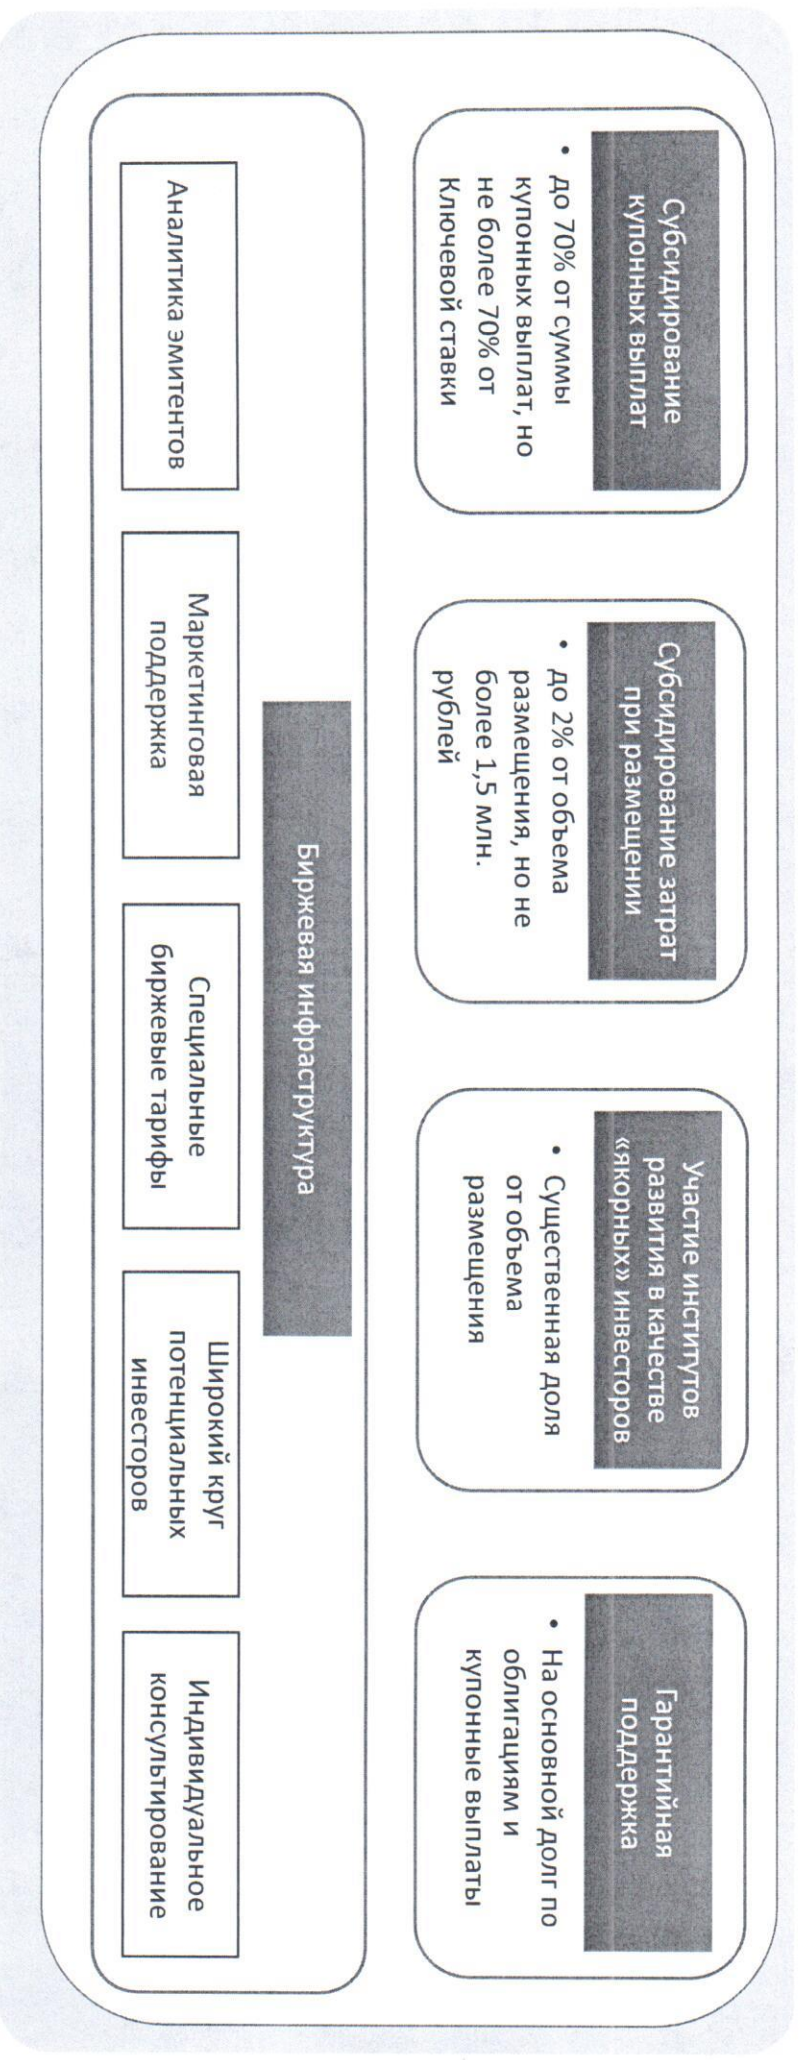 Субсидирование
купонных выплат
• до 70% от суммы
купонных выплат, но
не более 70% от
Ключевой ставки
Субсидирование затрат
при размещении
• до 2% от объема
размещения, но не
более 1,5 млн.
рублей
Участие институтов
развития в качестве
«якорных» инвесторов
• Существенная доля
от объема
размещения
Гарантийная
поддержка
• На основной долг по
облигациям и
купонные выплаты
Биржевая инфраструктура
Аналитика эмитентов
Маркетинговая
поддержка
Специальные
биржевые тарифы
Широкий круг
потенциальных
инвесторов
Индивидуальное
консультирование